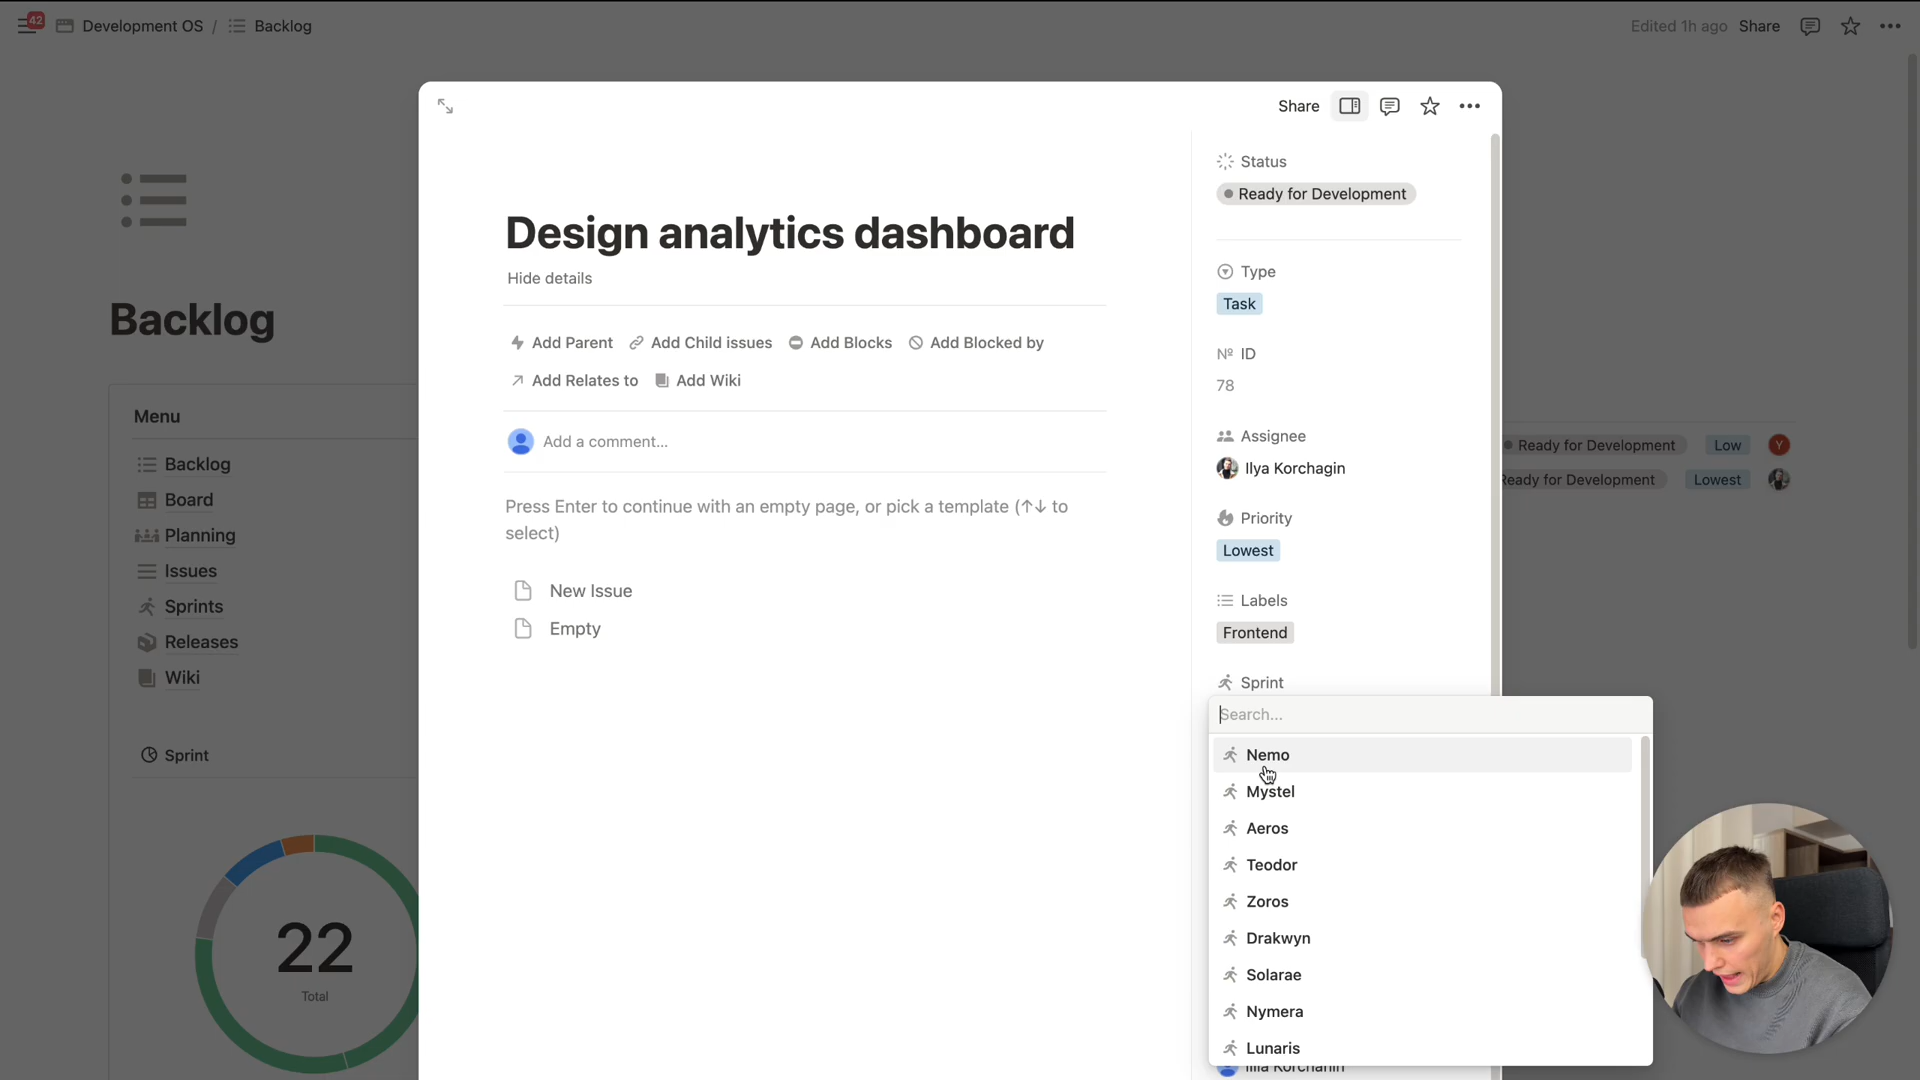 42
Development OS / Backlog
Edited 1h ago Share
Share
Design analytics dashboard
Hide details
Add Parent Add Child issues Add Blocks Add Blocked by
Add Relates to Add Wiki
Add a comment...
Press Enter to continue with an empty page, or pick a template (↑↓ to
select)
New Issue
Empty
Status
Ready for Development
Type
Task
Nº ID
78
Assignee
Ilya Korchagin
Priority
Lowest
Labels
Frontend
Sprint
Search...
Nemo
Mystel
Aeros
Teodor
Zoros
Drakwyn
Solarae
Nymera
Lunaris
Backlog
Menu
Backlog
Board
Planning
Issues
Sprints
Releases
Wiki
Sprint
22
Total
Ready for Development Low Y
Ready for Development Lowest